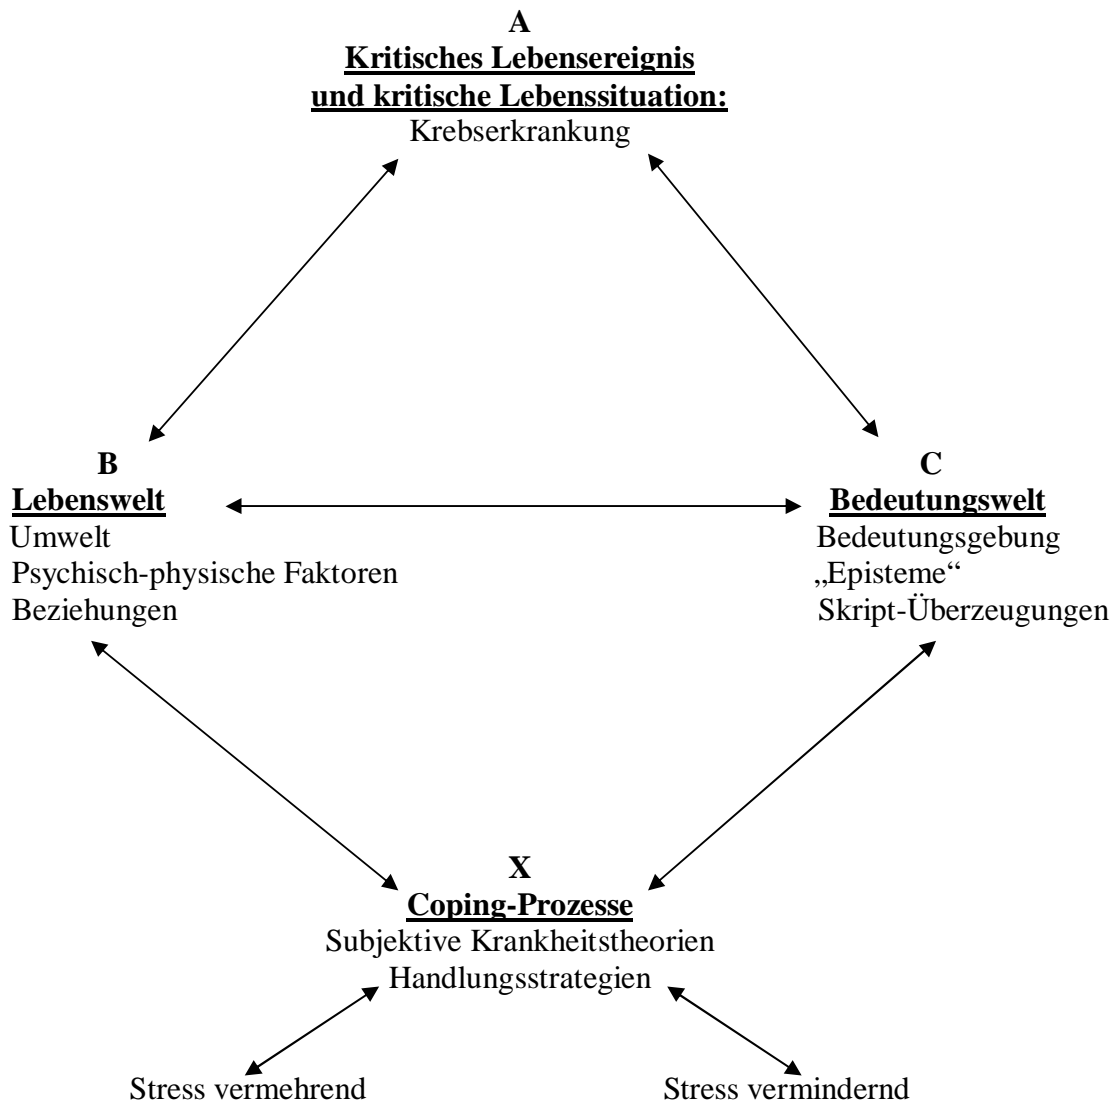 A
Kritisches Lebensereignis
und kritische Lebenssituation:
Krebserkrankung
B
Lebenswelt
Umwelt
Psychisch-physische Faktoren
Beziehungen
C
Bedeutungswelt
Bedeutungsgebung
„Episteme“
Skript-Überzeugungen
X
Coping-Prozesse
Subjektive Krankheitstheorien
Handlungsstrategien
Stress vermehrend
Stress vermindernd